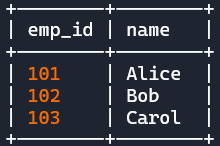 emp_id | name
101 | Alice
102 | Bob
103 | Carol